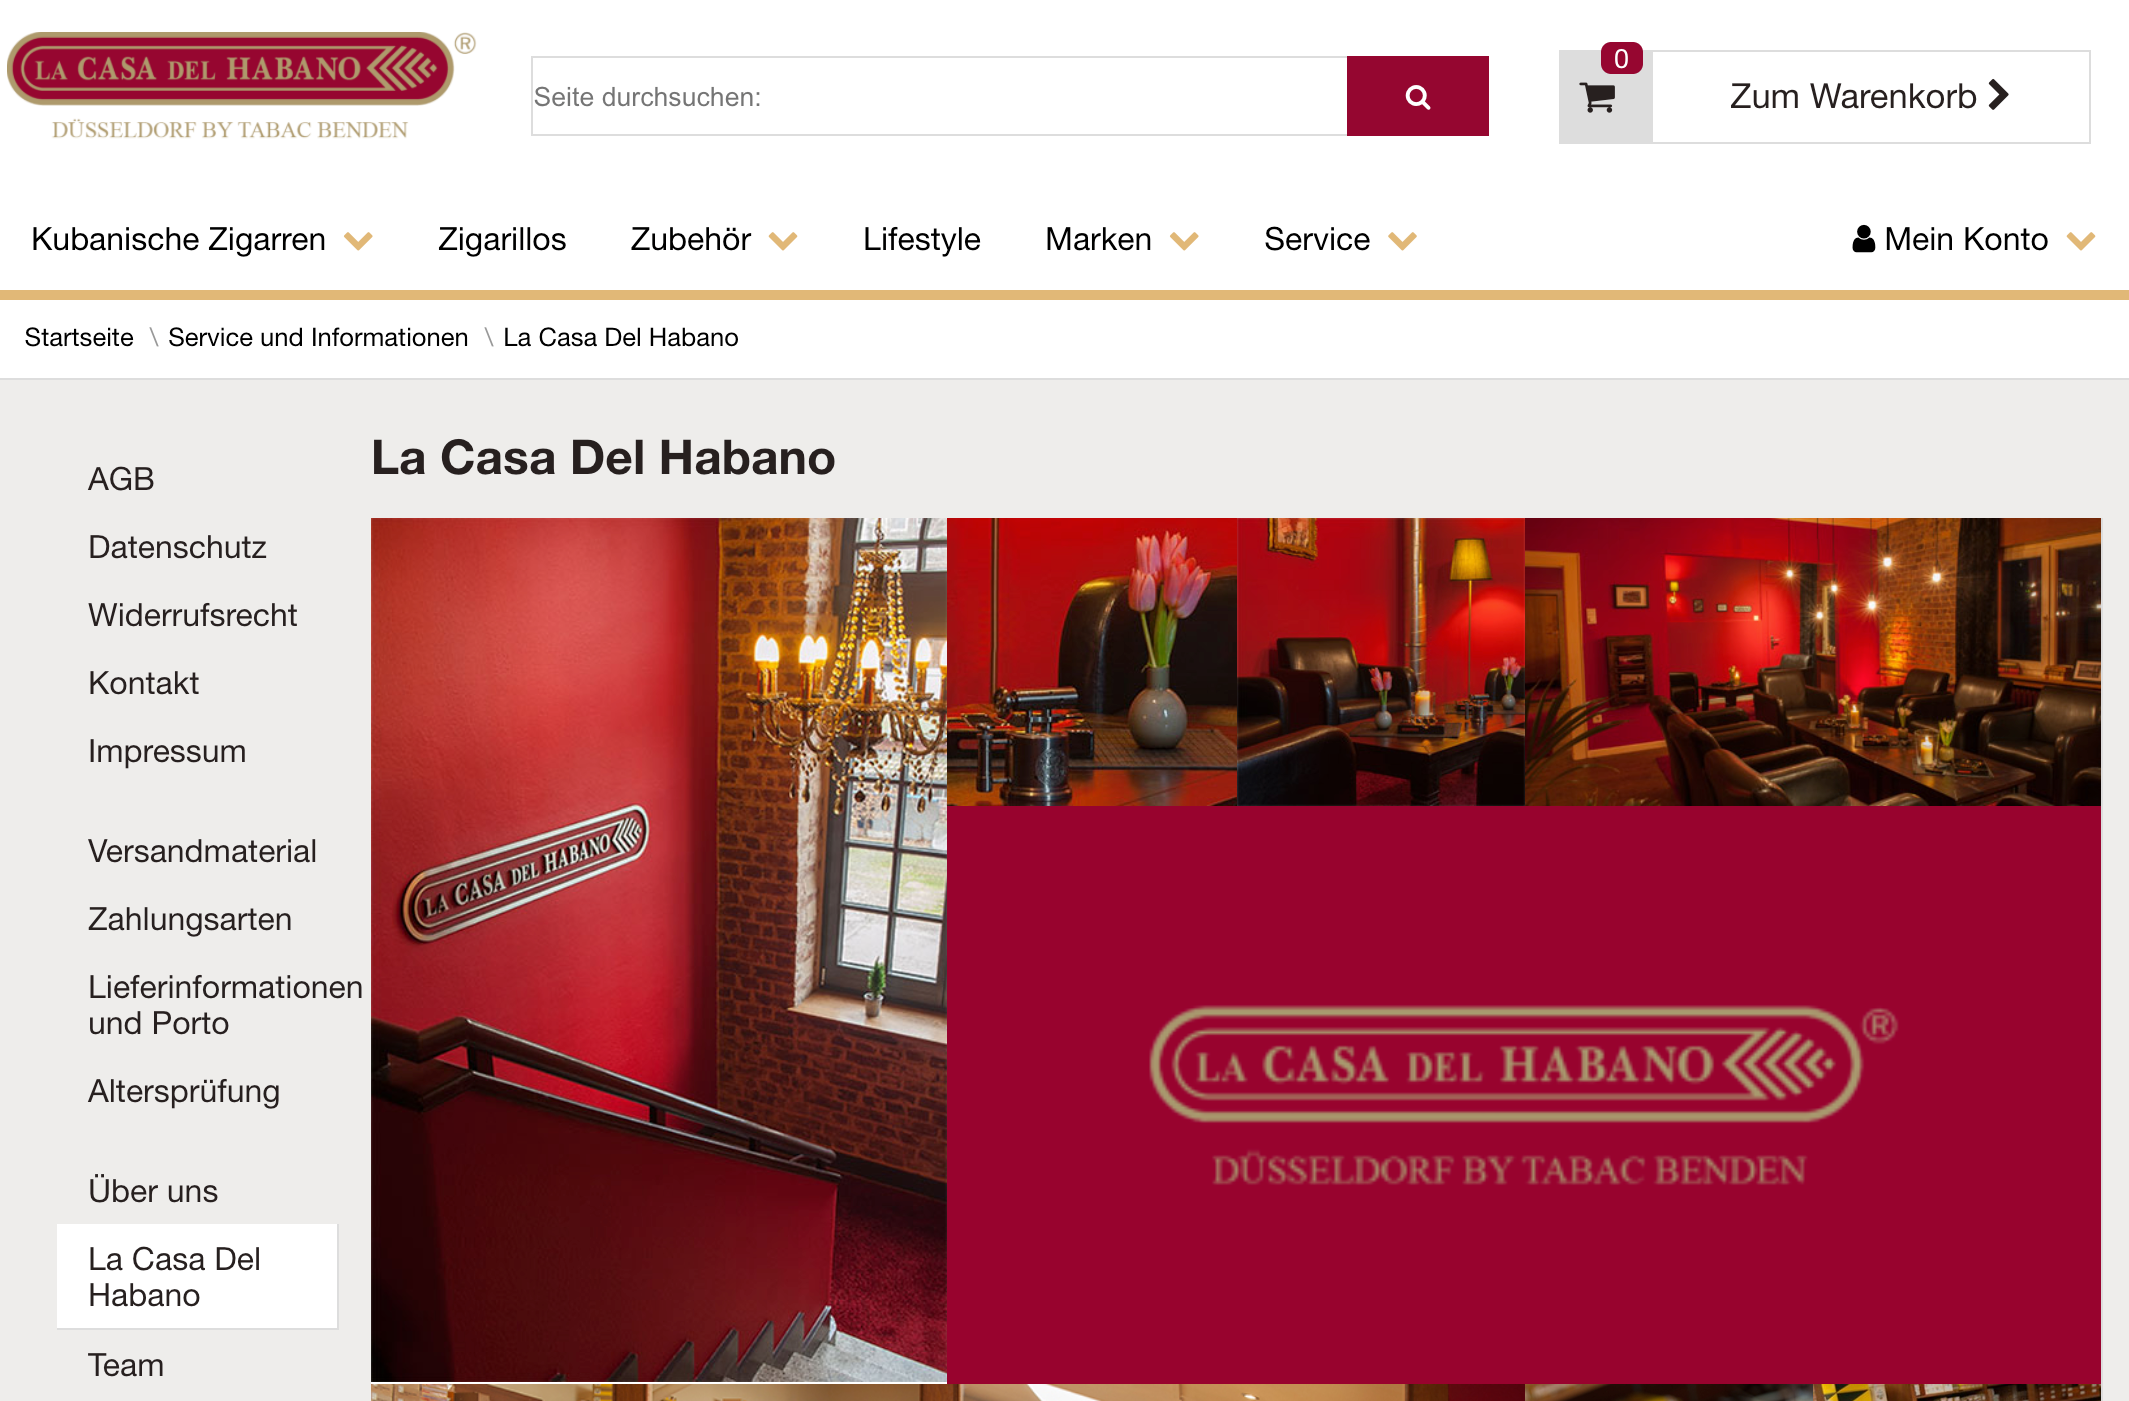 LA CASA DEL HABANO ®
DÜSSELDORF BY TABAC BENDEN
Seite durchsuchen:
0
Zum Warenkorb
Kubanische Zigarren
Zigarillos
Zubehör
Lifestyle
Marken
Service
Mein Konto
Startseite \ Service und Informationen \ La Casa Del Habano
La Casa Del Habano
AGB
Datenschutz
Widerrufsrecht
Kontakt
Impressum
Versandmaterial
Zahlungsarten
Lieferinformationen
und Porto
Altersprüfung
Über uns
La Casa Del
Habano
Team
LA CASA DEL HABANO
LA CASA DEL HABANO ®
DÜSSELDORF BY TABAC BENDEN